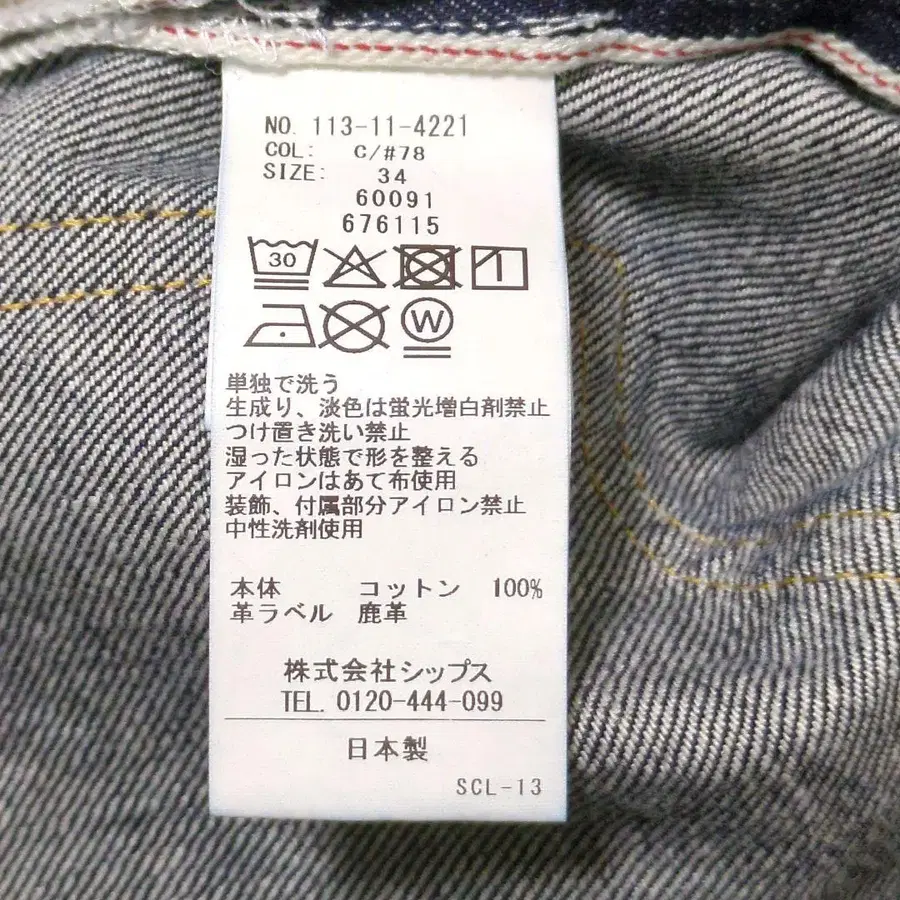 NO. 113-11-4221
COL: C/#78
SIZE: 34
60091
676115
30
W
単独で洗う
生成り、淡色は蛍光増白剤禁止
つけ置き洗い禁止
湿った状態で形を整える
アイロンはあて布使用
装飾、付属部分アイロン禁止
中性洗剤使用
本体 コットン 100%
革ラベル 鹿革
株式会社シップス
TEL. 0120-444-099
日本製
SCL-13